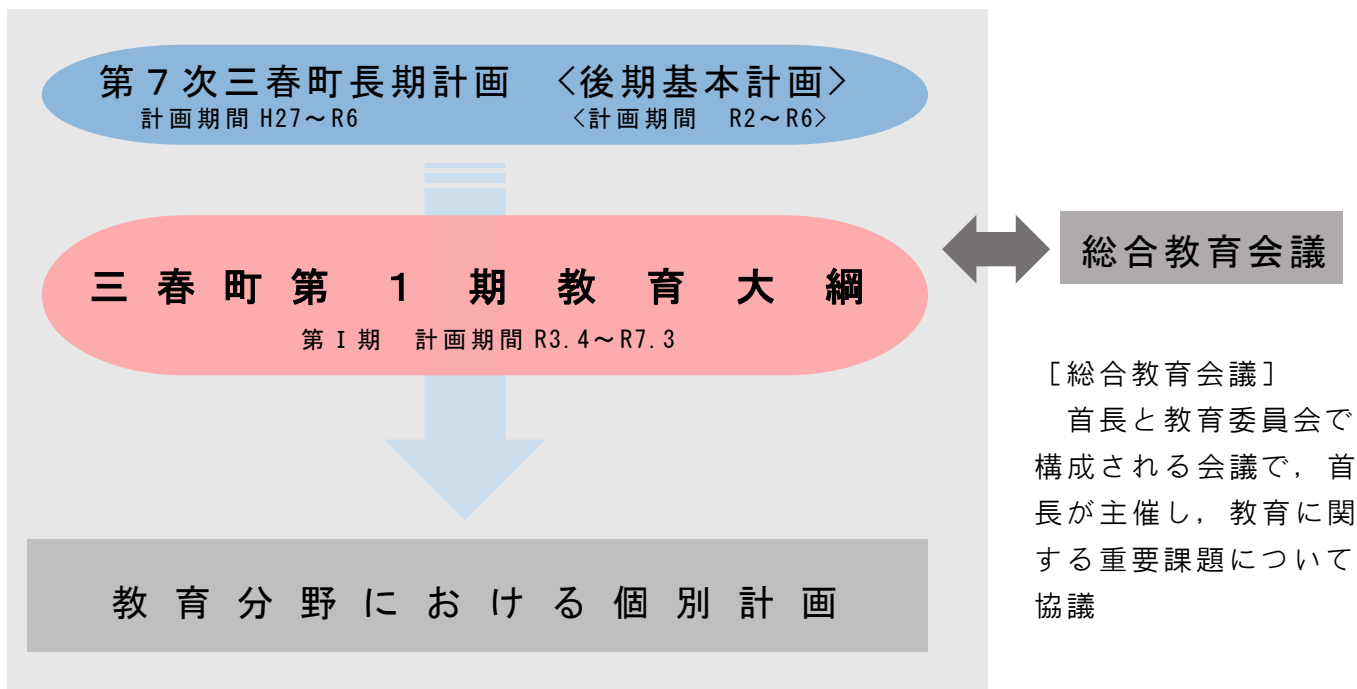 第7次三春町長期計画 〈後期基本計画〉
計画期間 H27～R6 〈計画期間 R2～R6〉
三春町第1期教育大綱
第Ⅰ期 計画期間 R3.4～R7.3
教育分野における個別計画
総合教育会議
［総合教育会議］
首長と教育委員会で
構成される会議で，首
長が主催し，教育に関
する重要課題について
協議